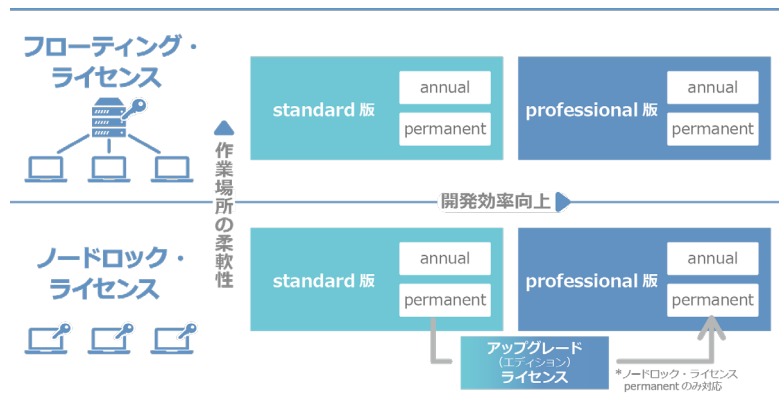 フローティング・
ライセンス
standard 版
annual
permanent
professional 版
annual
permanent
作業場所の柔軟性
開発効率向上
ノードロック・
ライセンス
standard 版
annual
permanent
professional 版
annual
permanent
アップグレード
(エディション)
ライセンス
*ノードロック・ライセンス
permanent のみ対応